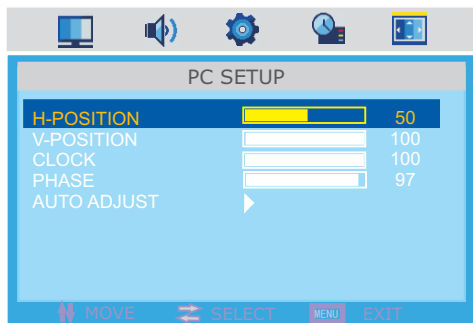 PC SETUP
H-POSITION 50
V-POSITION 100
CLOCK 100
PHASE 97
AUTO ADJUST
MOVE SELECT MENU EXIT